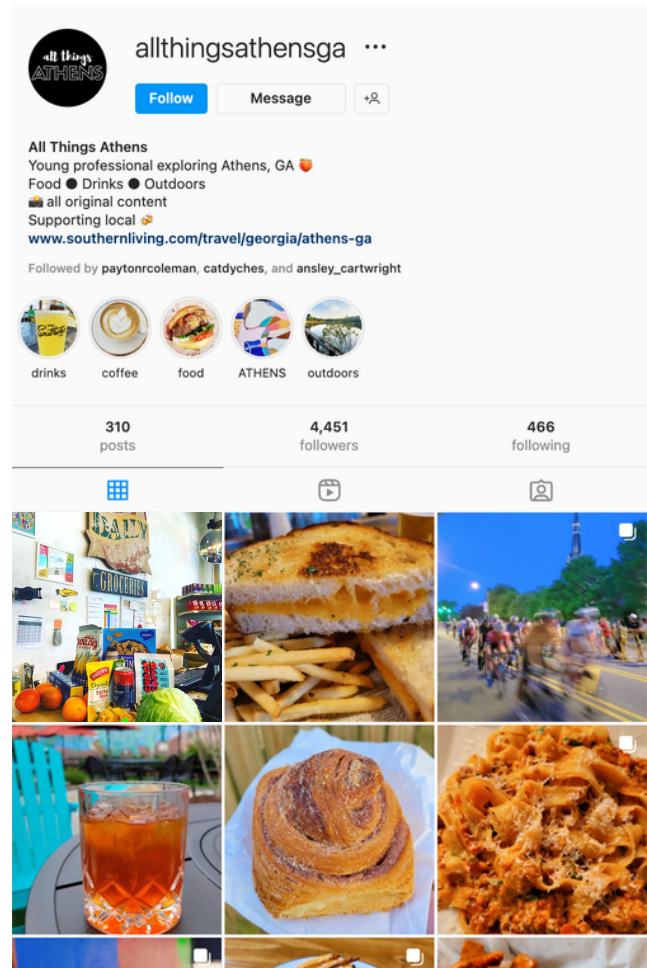 all things
ATHENS
allthingsathensga
Follow
Message
All Things Athens
Young professional exploring Athens, GA 🍑
Food ● Drinks ● Outdoors
📸 all original content
Supporting local 🍻
www.southernliving.com/travel/georgia/athens-ga
Followed by paytonrcoleman, catdyches, and ansley_cartwright
drinks
coffee
food
ATHENS
outdoors
310
4,451
466
posts
followers
following
DAILY
GROCERIES